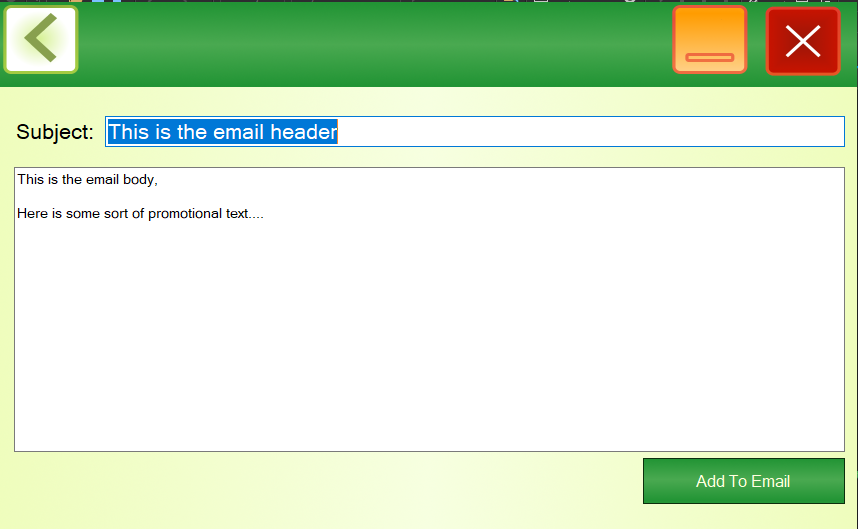 Subject: This is the email header
This is the email body,
Here is some sort of promotional text....
Add To Email